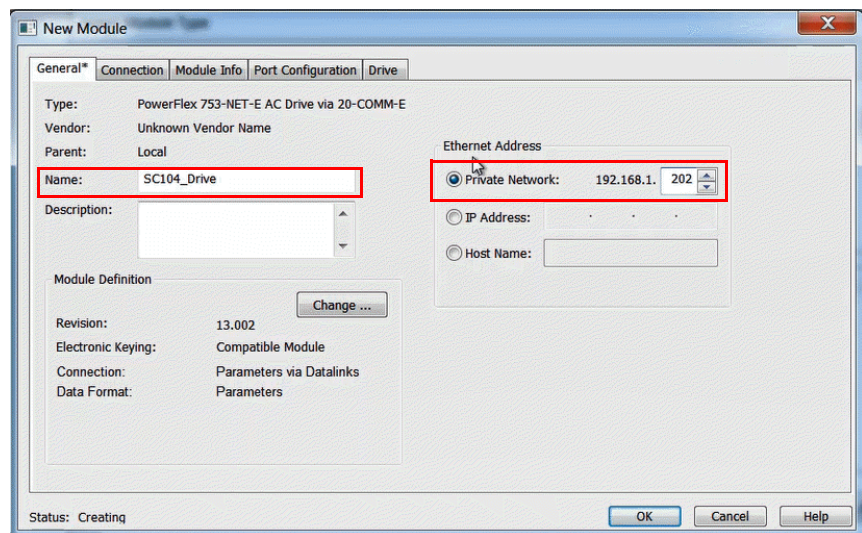 New Module
General* Connection Module Info Port Configuration Drive
Type: PowerFlex 753-NET-E AC Drive via 20-COMM-E
Vendor: Unknown Vendor Name
Parent: Local
Name: SC104_Drive
Description:
Ethernet Address
Private Network: 192.168.1. 202
IP Address: . . .
Host Name:
Module Definition
Change ...
Revision: 13.002
Electronic Keying: Compatible Module
Connection: Parameters via Datalinks
Data Format: Parameters
Status: Creating
OK Cancel Help